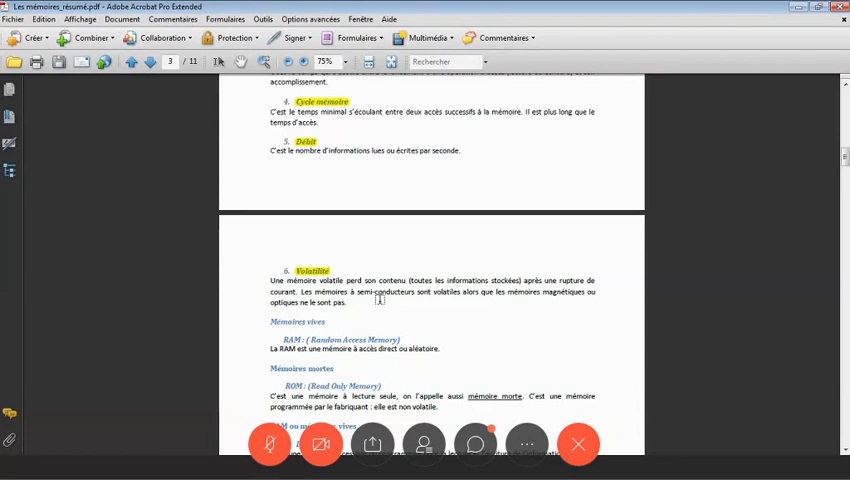 Les mémoires_résumé.pdf - Adobe Acrobat Pro Extended
Fichier Edition Affichage Document Commentaires Formulaires Outils Options avancées Fenêtre Aide
Créer Combiner Collaboration Protection Signer Formulaires Multimédia Commentaires
3 / 11 75% Rechercher
accomplissement.
4. Cycle mémoire
C'est le temps minimal s'écoulant entre deux accès successifs à la mémoire. Il est plus long que le
temps d'accès.
5. Débit
C'est le nombre d'informations lues ou écrites par seconde.
6. Volatilité
Une mémoire volatile perd son contenu (toutes les informations stockées) après une rupture de
courant. Les mémoires à semi-conducteurs sont volatiles alors que les mémoires magnétiques ou
optiques ne le sont pas.
Mémoires vives
RAM : ( Random Access Memory)
La RAM est une mémoire à accès direct ou aléatoire.
Mémoires mortes
ROM : (Read Only Memory)
C'est une mémoire à lecture seule, on l'appelle aussi mémoire morte. C'est une mémoire
programmée par le fabriquant : elle est non volatile.
ou mémoires vives